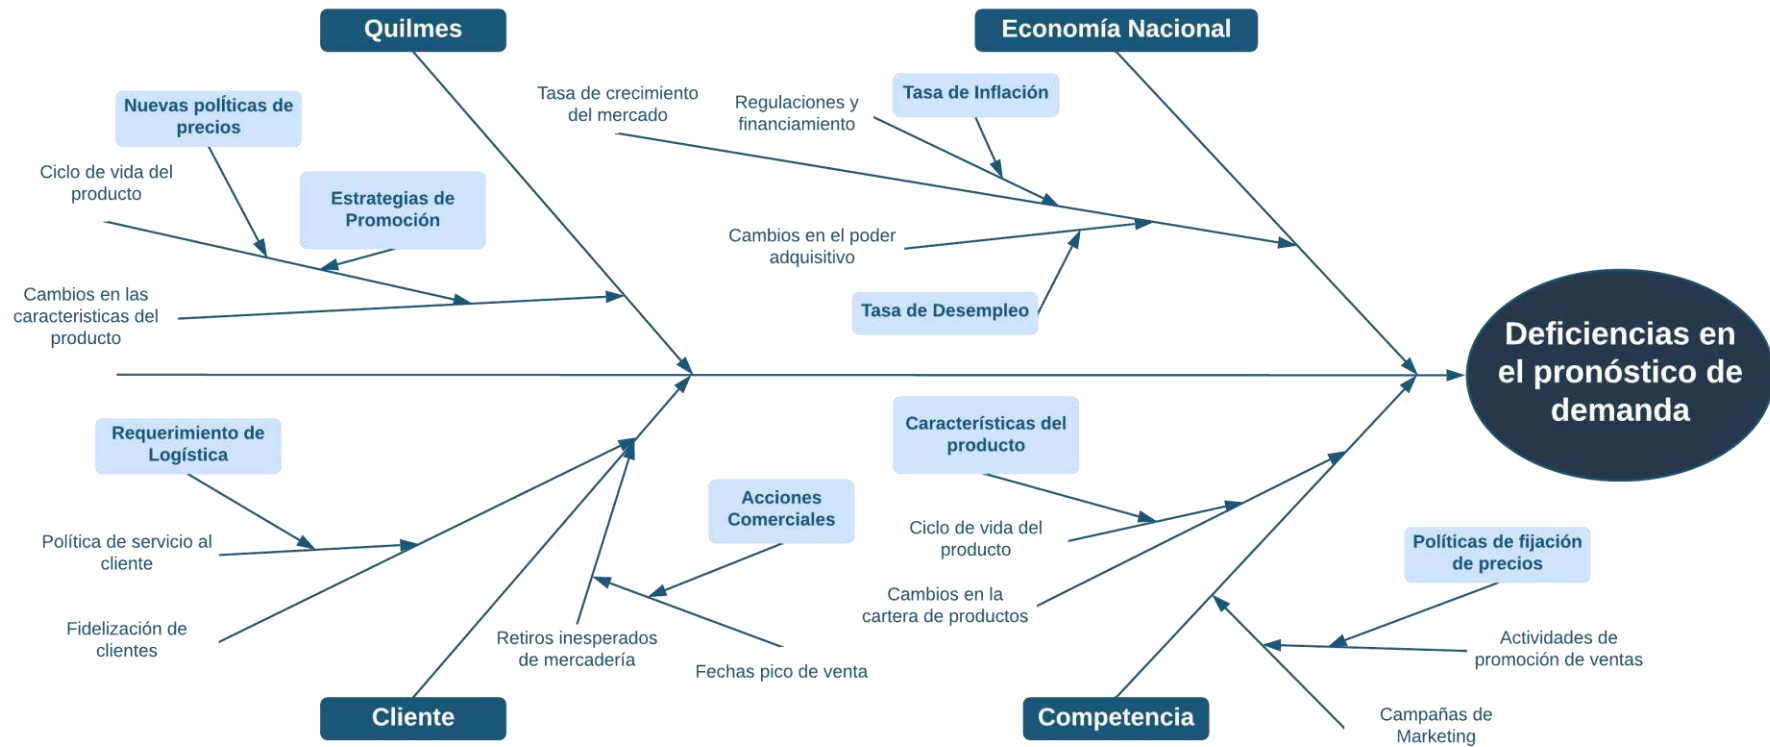 Quilmes
Economía Nacional
Nuevas polÍticas de
precios
Ciclo de vida del
producto
Estrategias de
Promoción
Cambios en las
caracteristicas del
producto
Tasa de crecimiento
del mercado
Regulaciones y
financiamiento
Tasa de Inflación
Cambios en el poder
adquisitivo
Tasa de Desempleo
Deficiencias en
el pronóstico de
demanda
Requerimiento de
Logística
Política de servicio al
cliente
Fidelización de
clientes
Acciones
Comerciales
Retiros inesperados
de mercadería
Fechas pico de venta
Cliente
Características del
producto
Ciclo de vida del
producto
Cambios en la
cartera de productos
Políticas de fijación
de precios
Actividades de
promoción de ventas
Campañas de
Marketing
Competencia